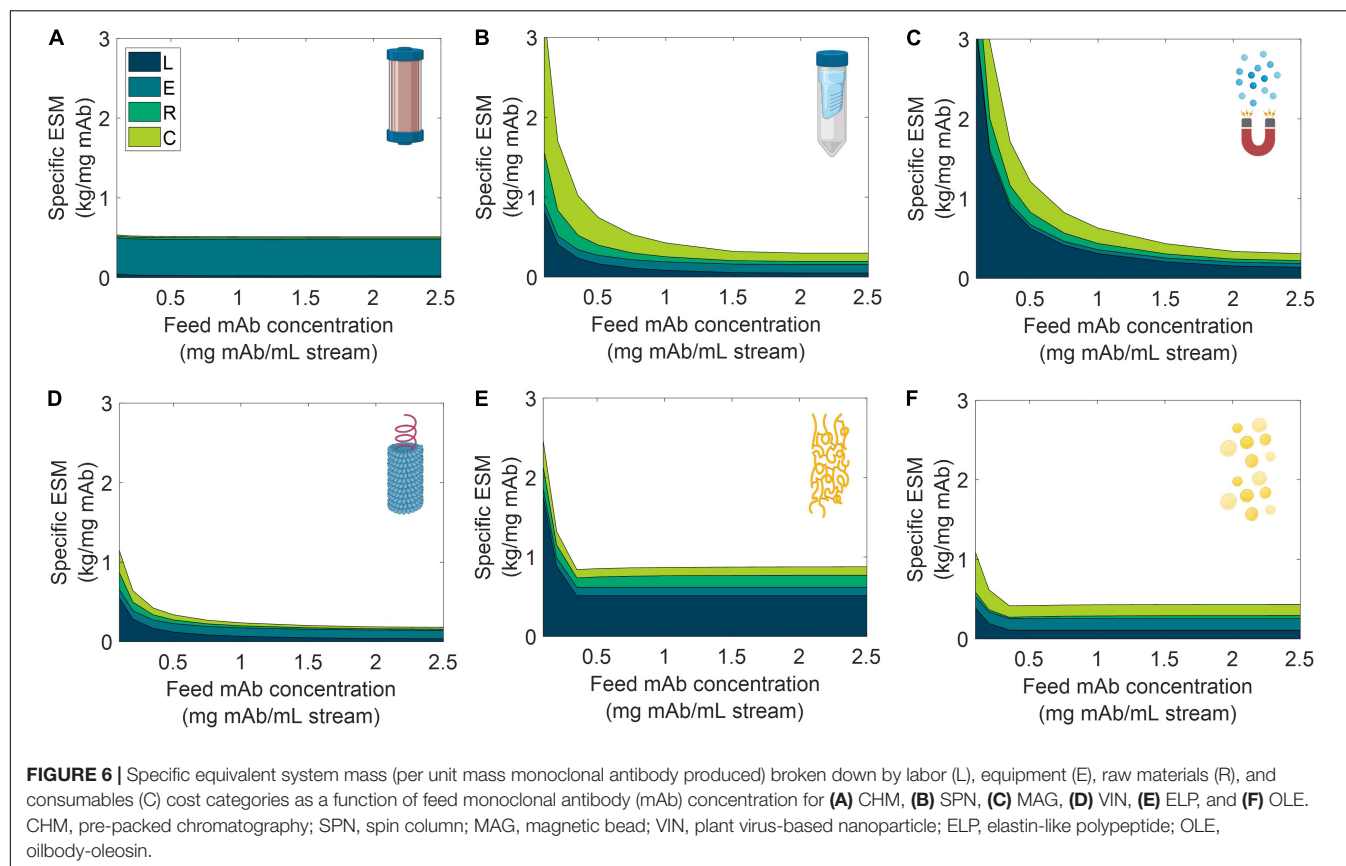 A
3
2
1
0
Specific ESM
(kg/mg mAb)
L
E
R
C
0.5 1 1.5 2 2.5
Feed mAb concentration
(mg mAb/mL stream)
B
3
2
1
0
Specific ESM
(kg/mg mAb)
0.5 1 1.5 2 2.5
Feed mAb concentration
(mg mAb/mL stream)
C
3
2
1
0
Specific ESM
(kg/mg mAb)
0.5 1 1.5 2 2.5
Feed mAb concentration
(mg mAb/mL stream)
D
3
2
1
0
Specific ESM
(kg/mg mAb)
0.5 1 1.5 2 2.5
Feed mAb concentration
(mg mAb/mL stream)
E
3
2
1
0
Specific ESM
(kg/mg mAb)
0.5 1 1.5 2 2.5
Feed mAb concentration
(mg mAb/mL stream)
F
3
2
1
0
Specific ESM
(kg/mg mAb)
0.5 1 1.5 2 2.5
Feed mAb concentration
(mg mAb/mL stream)
FIGURE 6 | Specific equivalent system mass (per unit mass monoclonal antibody produced) broken down by labor (L), equipment (E), raw materials (R), and
consumables (C) cost categories as a function of feed monoclonal antibody (mAb) concentration for (A) CHM, (B) SPN, (C) MAG, (D) VIN, (E) ELP, and (F) OLE.
CHM, pre-packed chromatography; SPN, spin column; MAG, magnetic bead; VIN, plant virus-based nanoparticle; ELP, elastin-like polypeptide; OLE,
oilbody-oleosin.